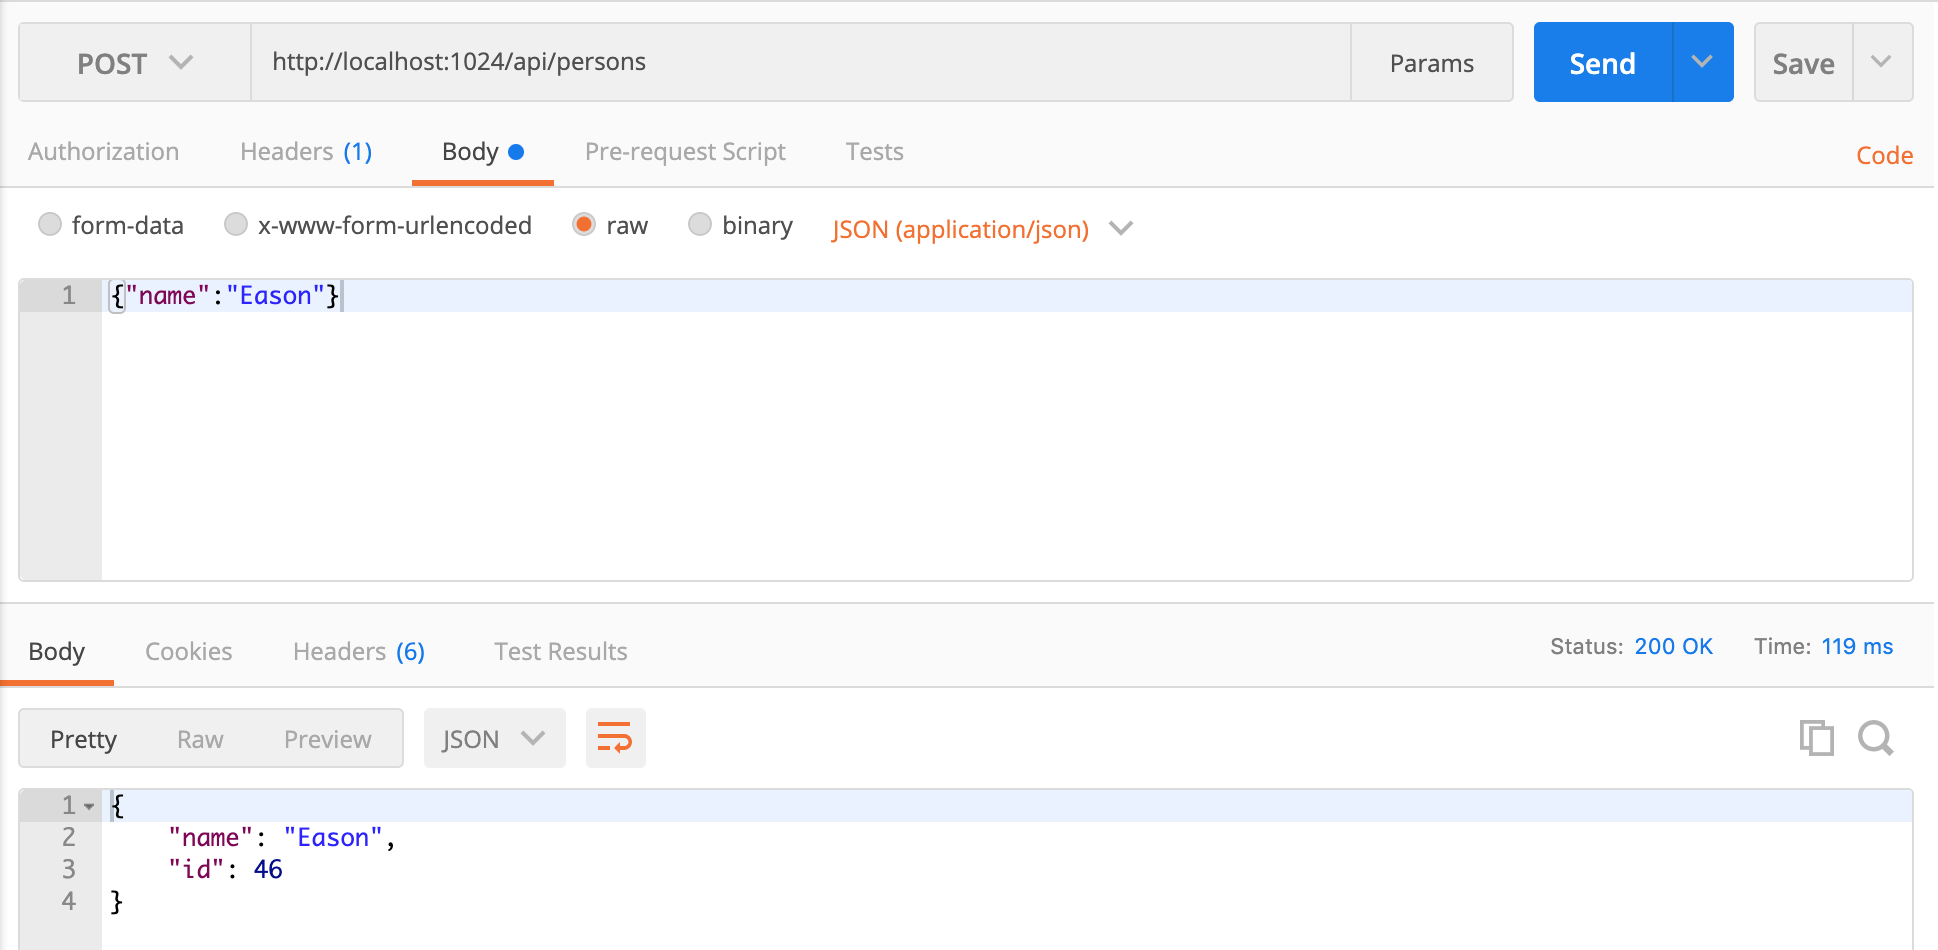 POST http://localhost:1024/api/persons Params Send Save
Authorization Headers (1) Body Pre-request Script Tests Code
form-data x-www-form-urlencoded raw binary JSON (application/json)
1 {"name":"Eason"}
Body Cookies Headers (6) Test Results Status: 200 OK Time: 119 ms
Pretty Raw Preview JSON
1 {
2 "name": "Eason",
3 "id": 46
4 }